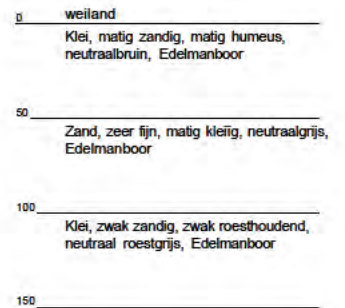 0 weiland
Klei, matig zandig, matig humeus,
neutraalbruin, Edelmanboor
50
Zand, zeer fijn, matig kleiïg, neutraalgrijs,
Edelmanboor
100
Klei, zwak zandig, zwak roesthoudend,
neutraal roestgrijs, Edelmanboor
150